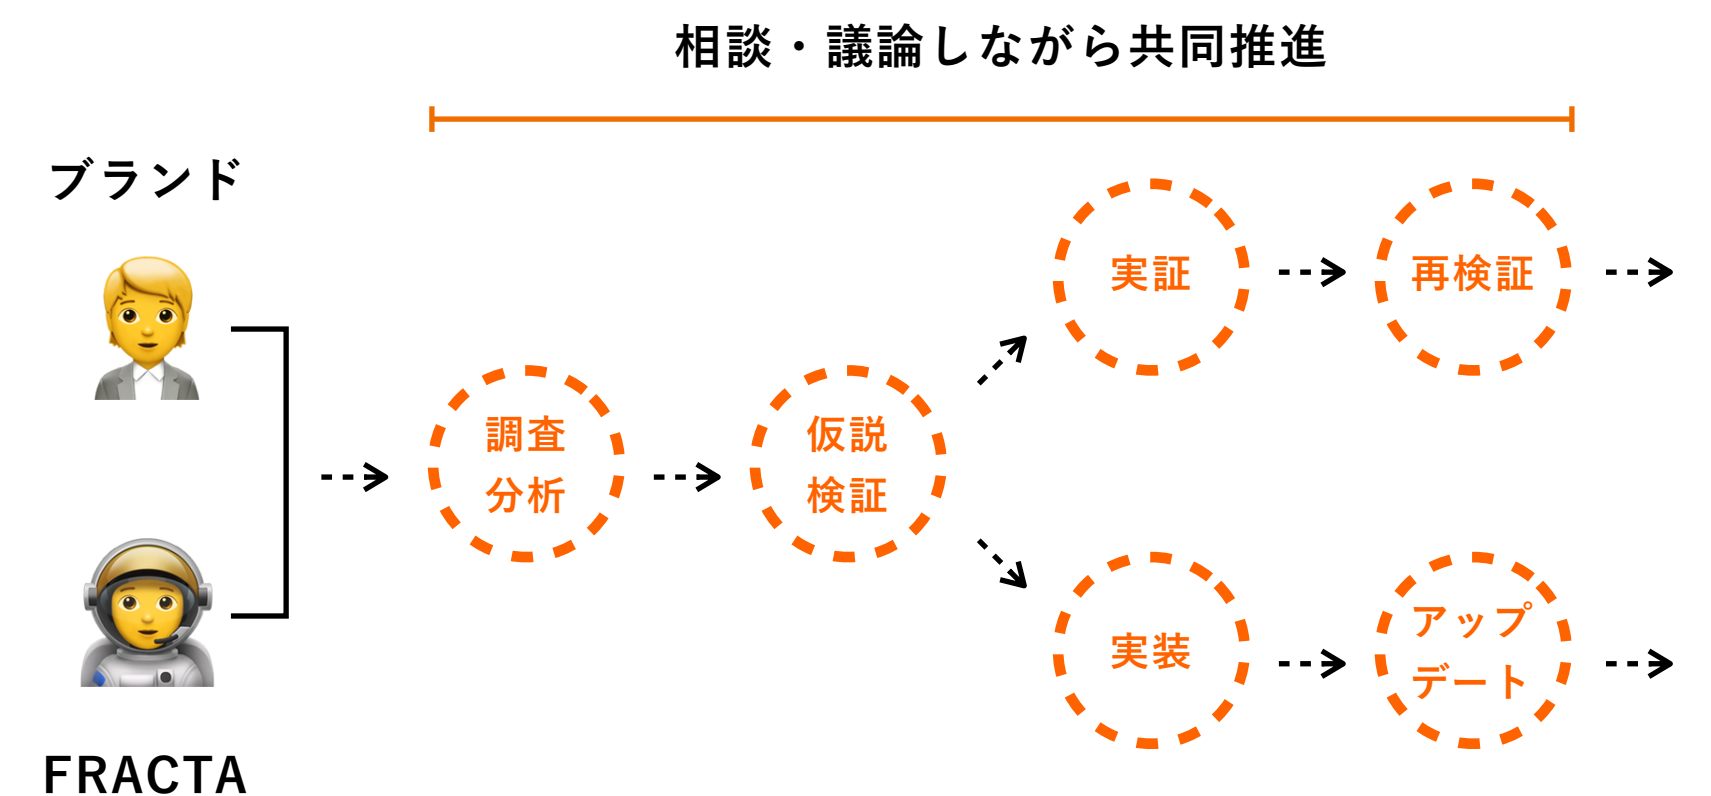 相談・議論しながら共同推進
ブランド
FRACTA
調査
分析
仮説
検証
実証
再検証
実装
アップ
デート